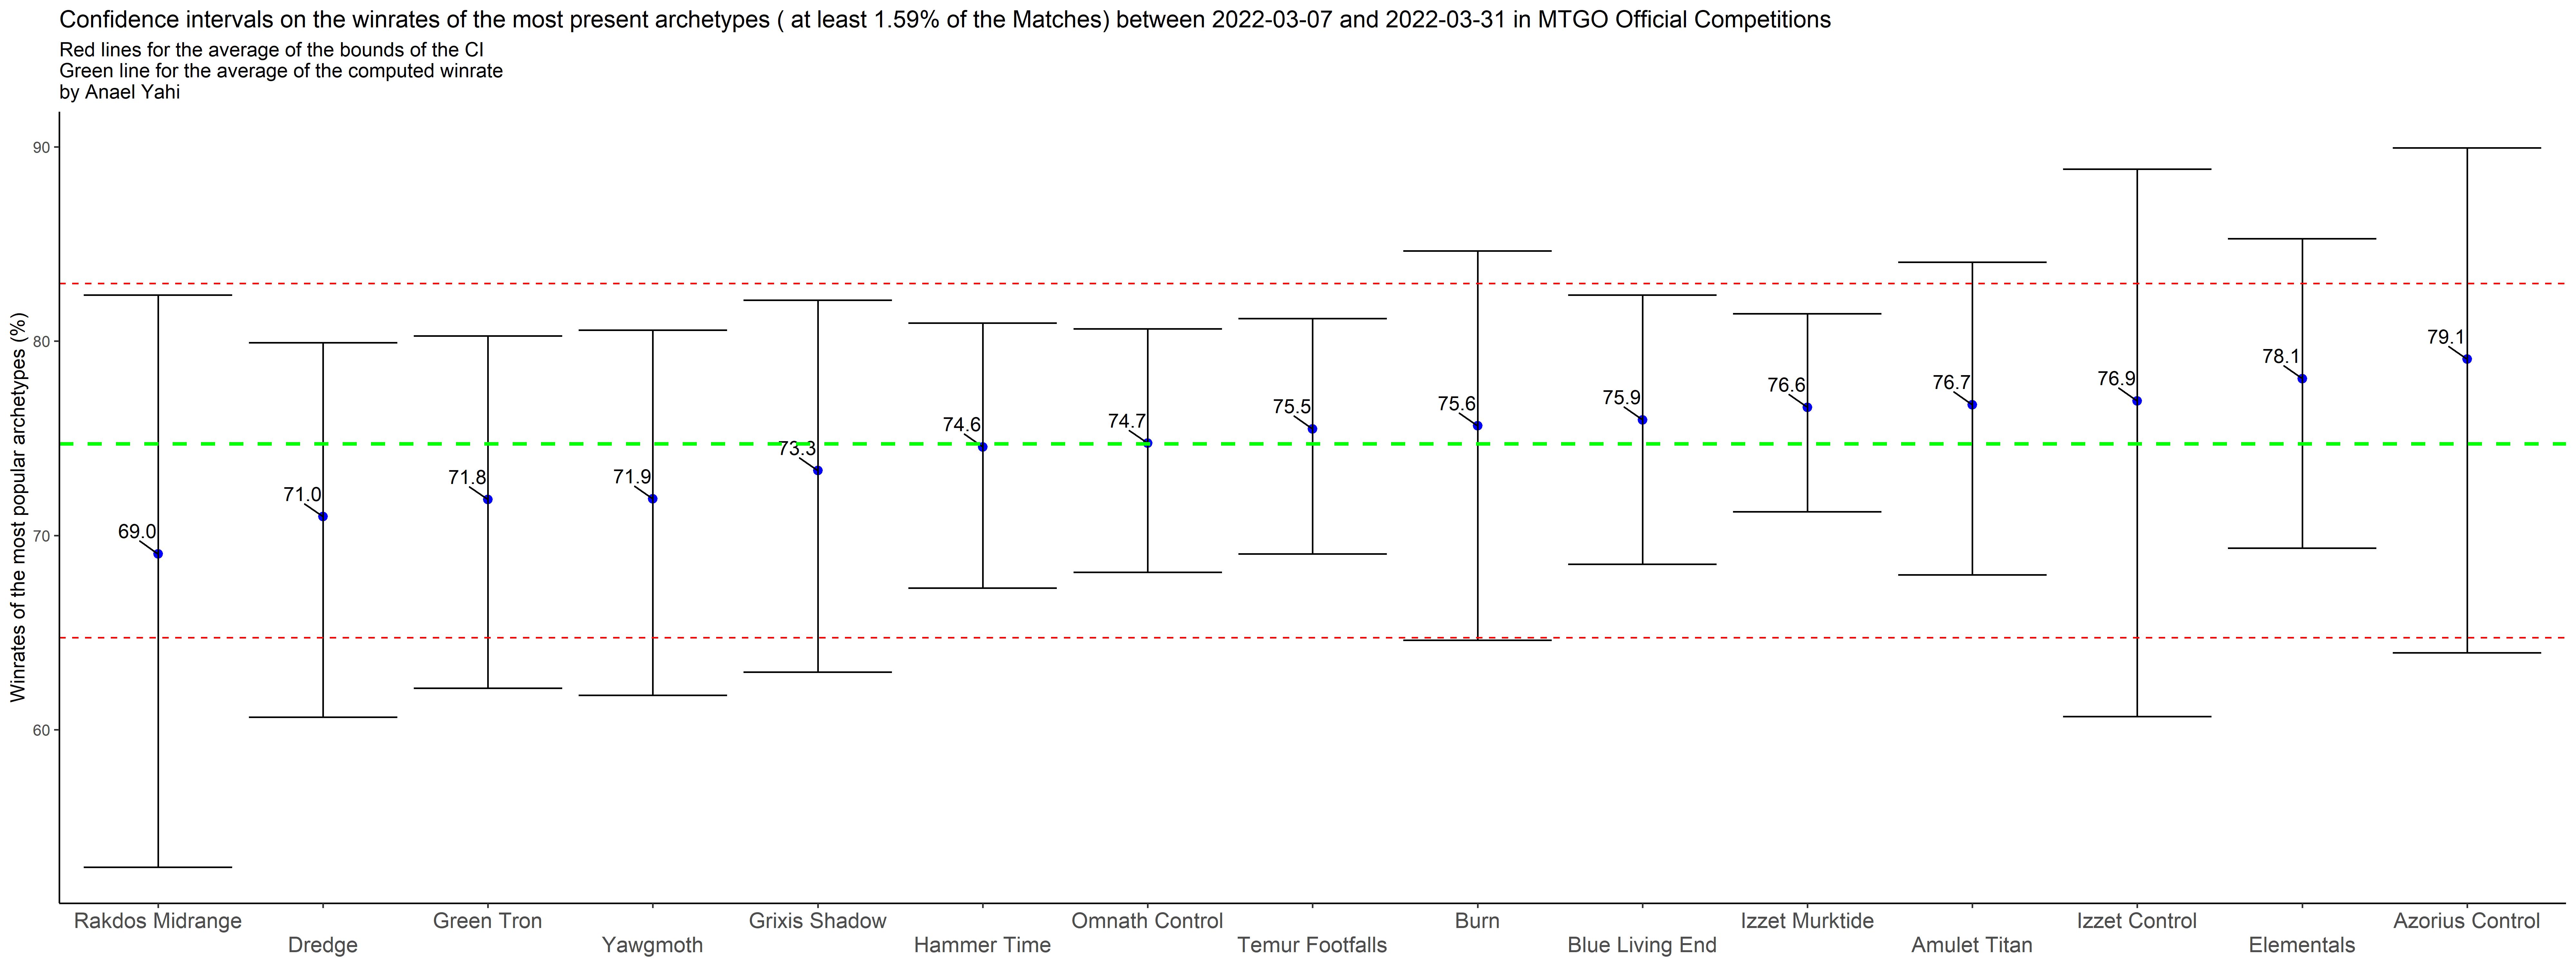 Confidence intervals on the winrates of the most present archetypes ( at least 1.59% of the Matches) between 2022-03-07 and 2022-03-31 in MTGO Official Competitions
Red lines for the average of the bounds of the CI
Green line for the average of the computed winrate
by Anael Yahi
Winrates of the most popular archetypes (%)
90
80
70
60
69.0
71.0
71.8
71.9
73.3
74.6
74.7
75.5
75.6
75.9
76.6
76.7
76.9
78.1
79.1
Rakdos Midrange
Dredge
Green Tron
Yawgmoth
Grixis Shadow
Hammer Time
Omnath Control
Temur Footfalls
Burn
Blue Living End
Izzet Murktide
Amulet Titan
Izzet Control
Elementals
Azorius Control